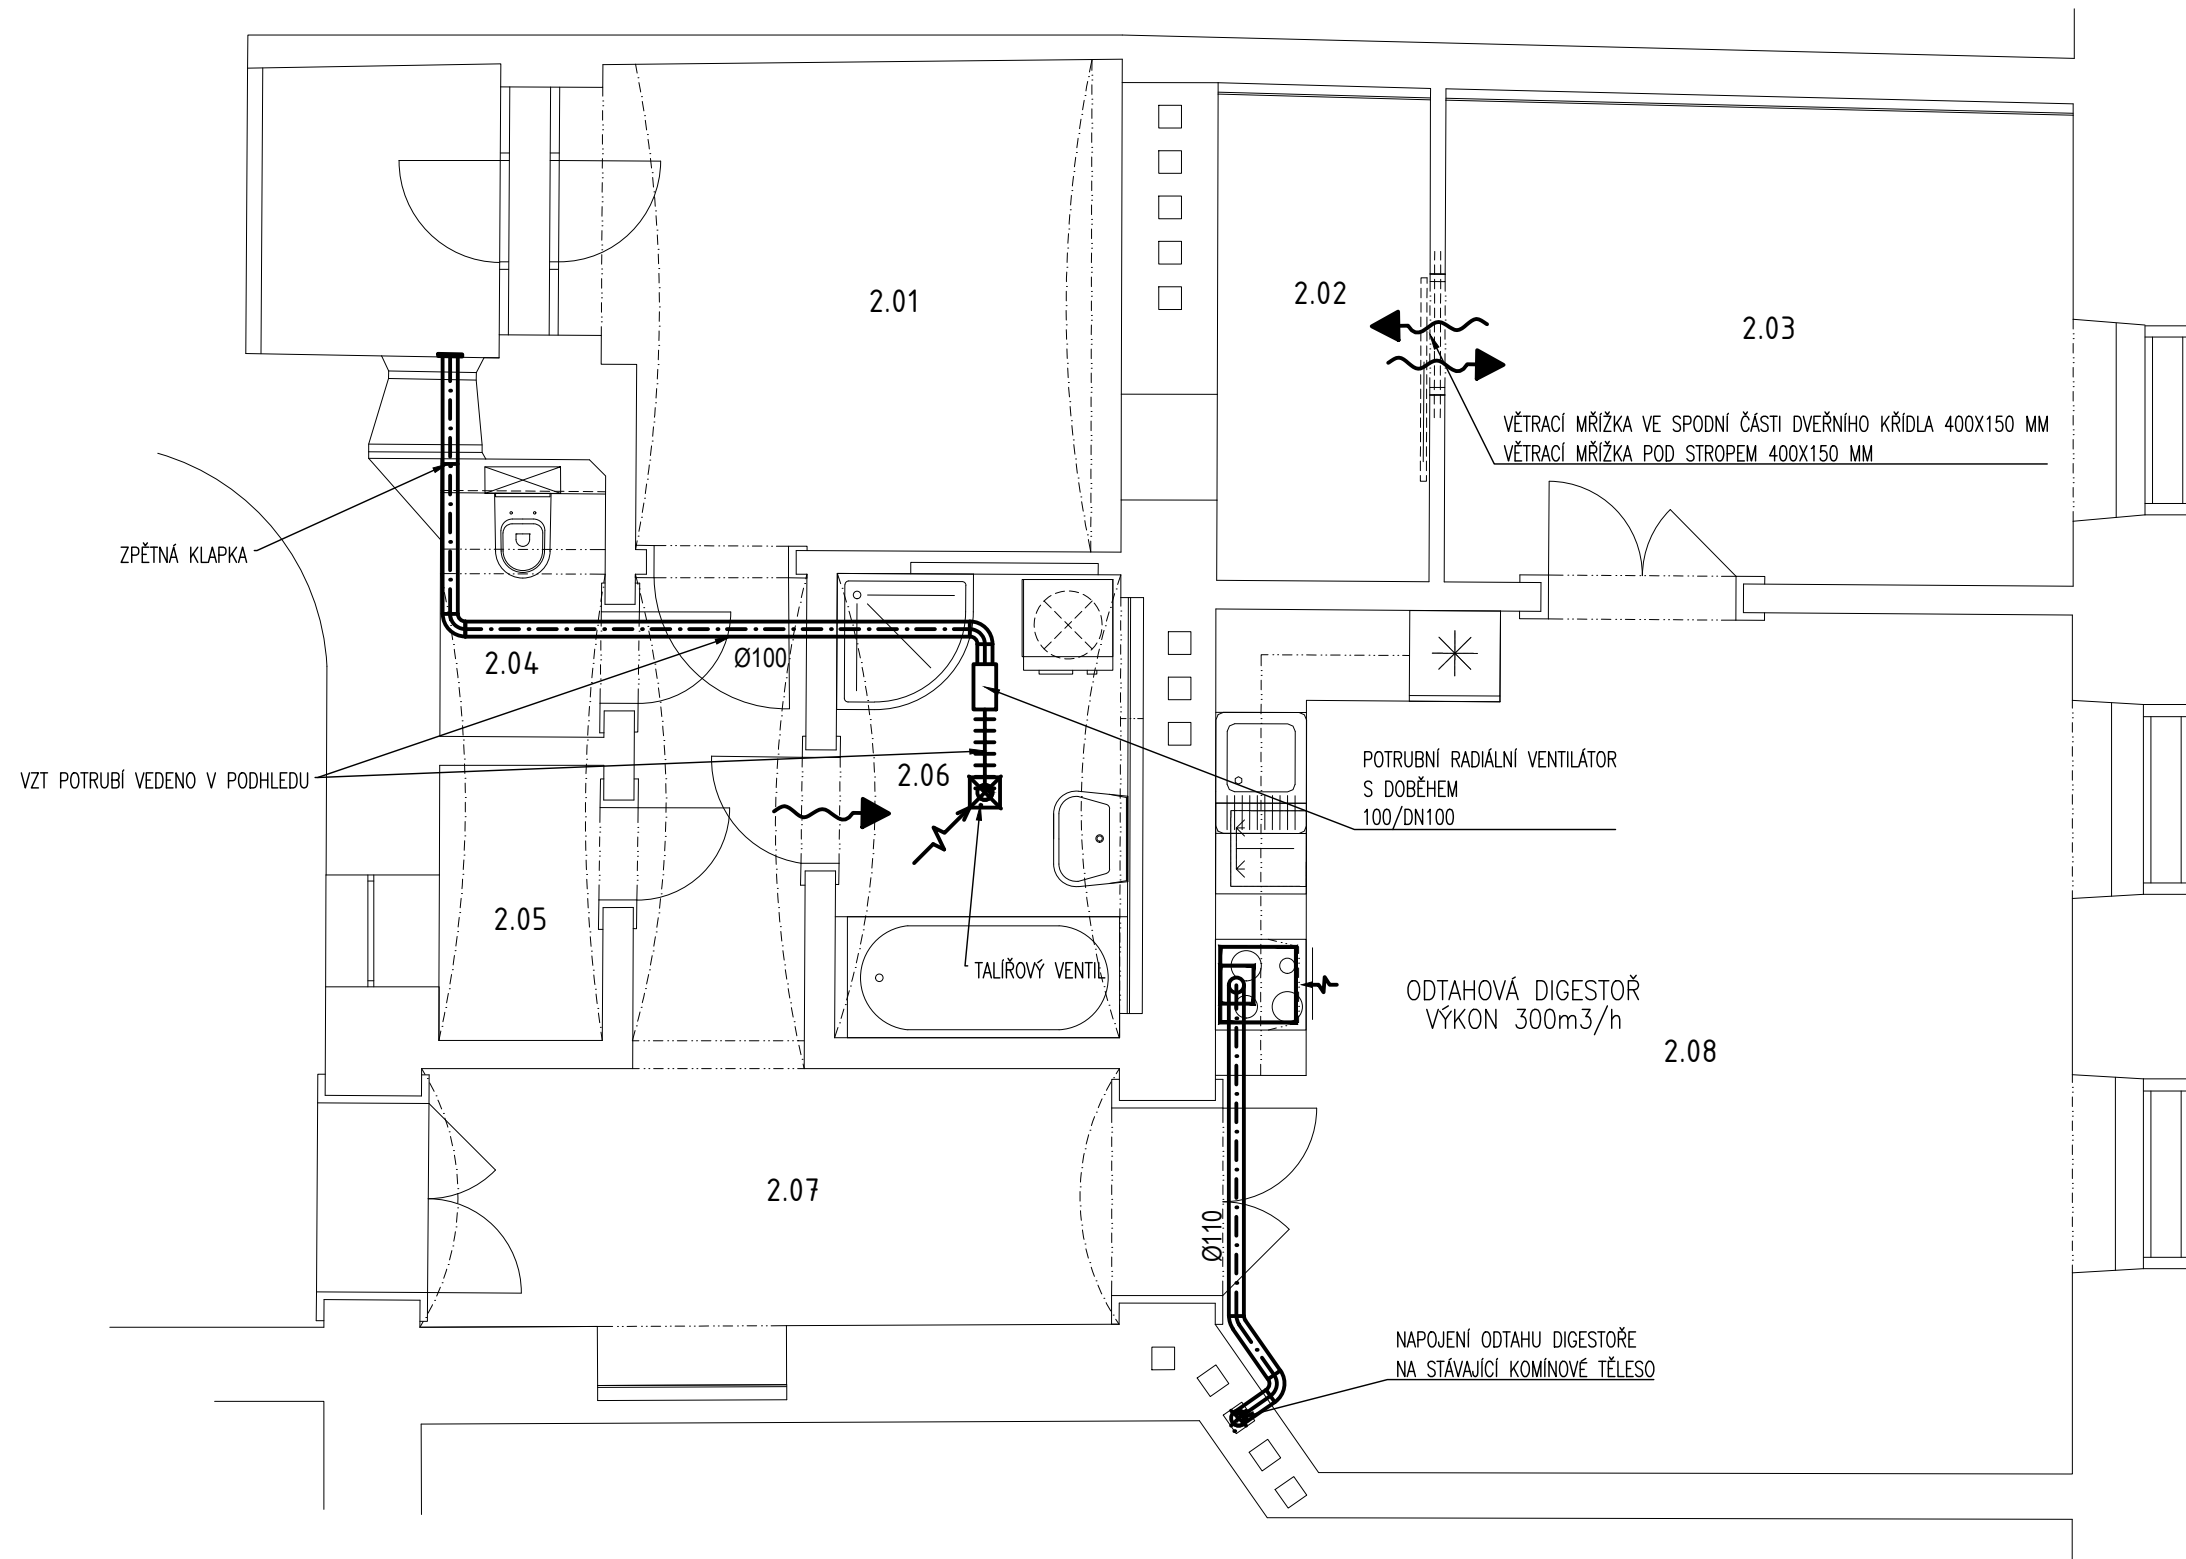 2.01
2.02
2.03
VĚTRACÍ MŘÍŽKA VE SPODNÍ ČÁSTI DVEŘNÍHO KŘÍDLA 400X150 MM
VĚTRACÍ MŘÍŽKA POD STROPEM 400X150 MM
ZPĚTNÁ KLAPKA
2.04
Ø100
VZT POTRUBÍ VEDENO V PODHLEDU
2.06
POTRUBNÍ RADIÁLNÍ VENTILÁTOR
S DOBĚHEM
100/DN100
2.05
TALÍŘOVÝ VENTIL
ODTAHOVÁ DIGESTOŘ
VÝKON 300m3/h
2.08
2.07
Ø110
NAPOJENÍ ODTAHU DIGESTOŘE
NA STÁVAJÍCÍ KOMÍNOVÉ TĚLESO